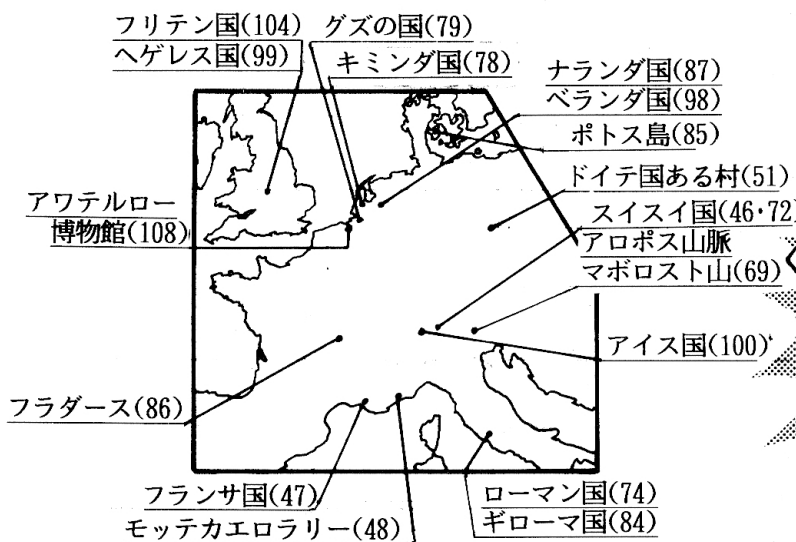 フリテン国(104)
ヘゲレス国(99)
グズの国(79)
キミンダ国(78)
ナランダ国(87)
ベランダ国(98)
ポトス島(85)
ドイテ国ある村(51)
スイスイ国(46・72)
アロポス山脈
マボロスト山(69)
アイス国(100)
アワテルロー
博物館(108)
フラダース(86)
フランサ国(47)
モッテカエロラリー(48)
ローマン国(74)
ギローマ国(84)